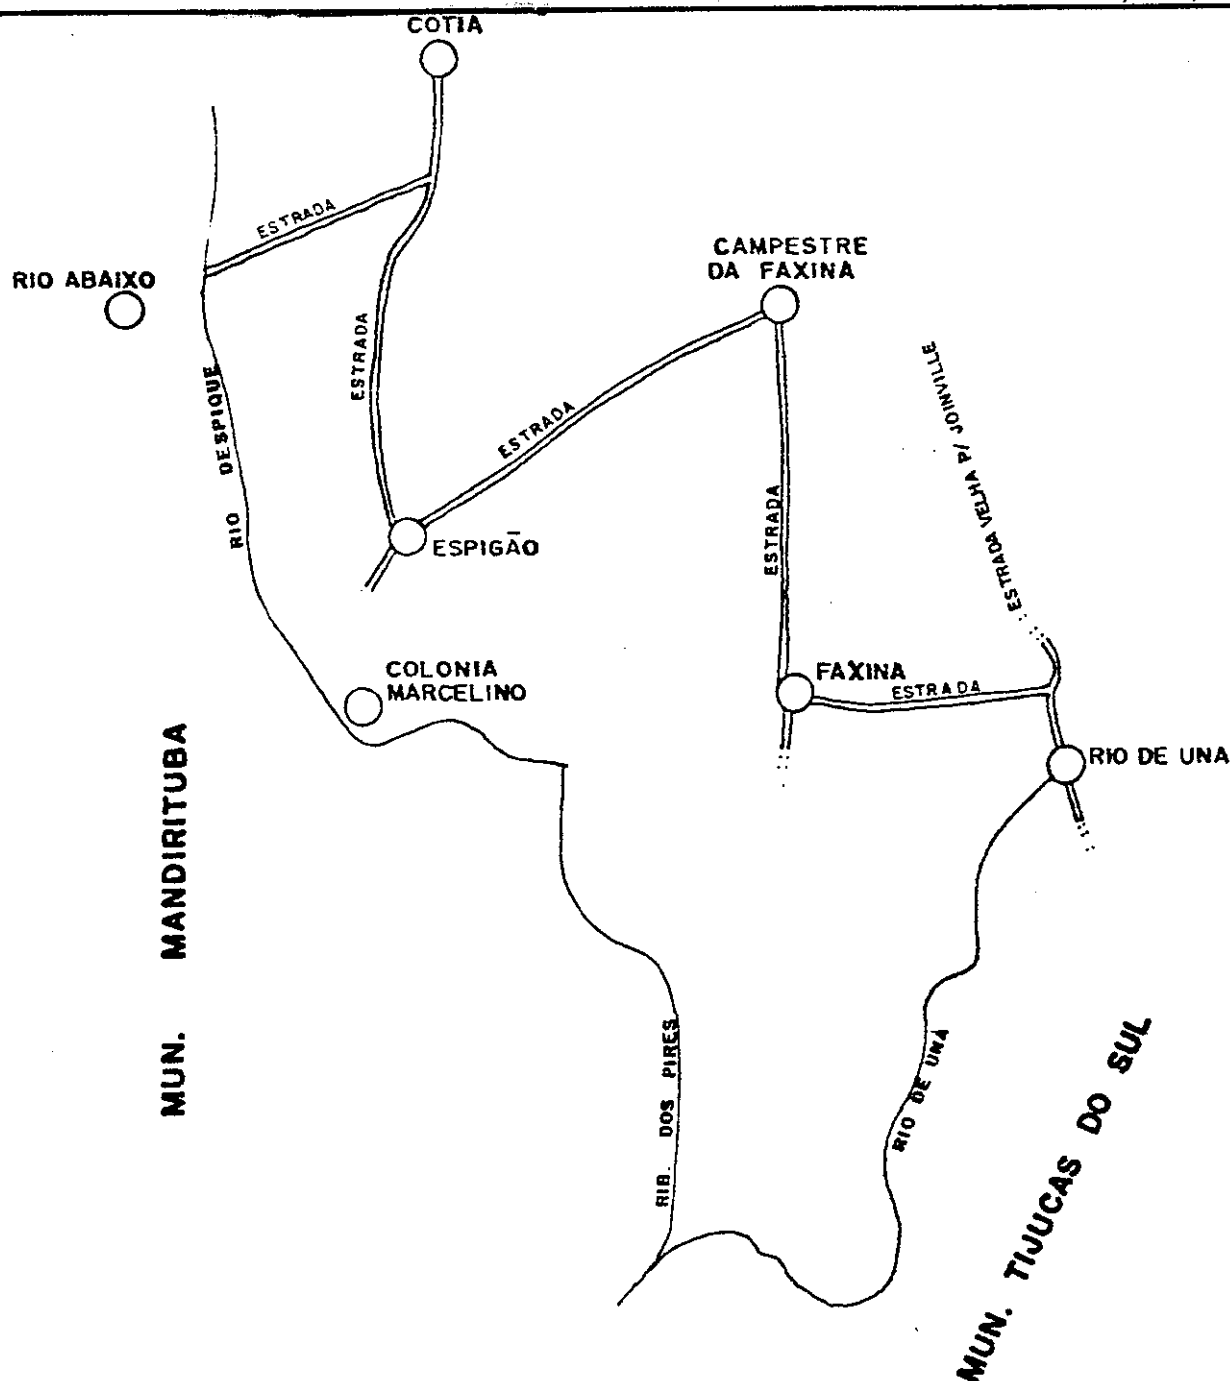 COTIA
ESTRADA
CAMPESTRE
DA FAXINA
RIO ABAIXO
ESTRADA
ESTRADA VELHA P/ JOINVILLE
RIO DESPIQUE
ESTRADA
ESTRADA
ESPIGÃO
COLONIA
MARCELINO
FAXINA
ESTRADA
RIO DE UNA
MUN. MANDIRITUBA
RIB. DOS PIRES
RIO DE UNA
MUN. TIJUCAS DO SUL